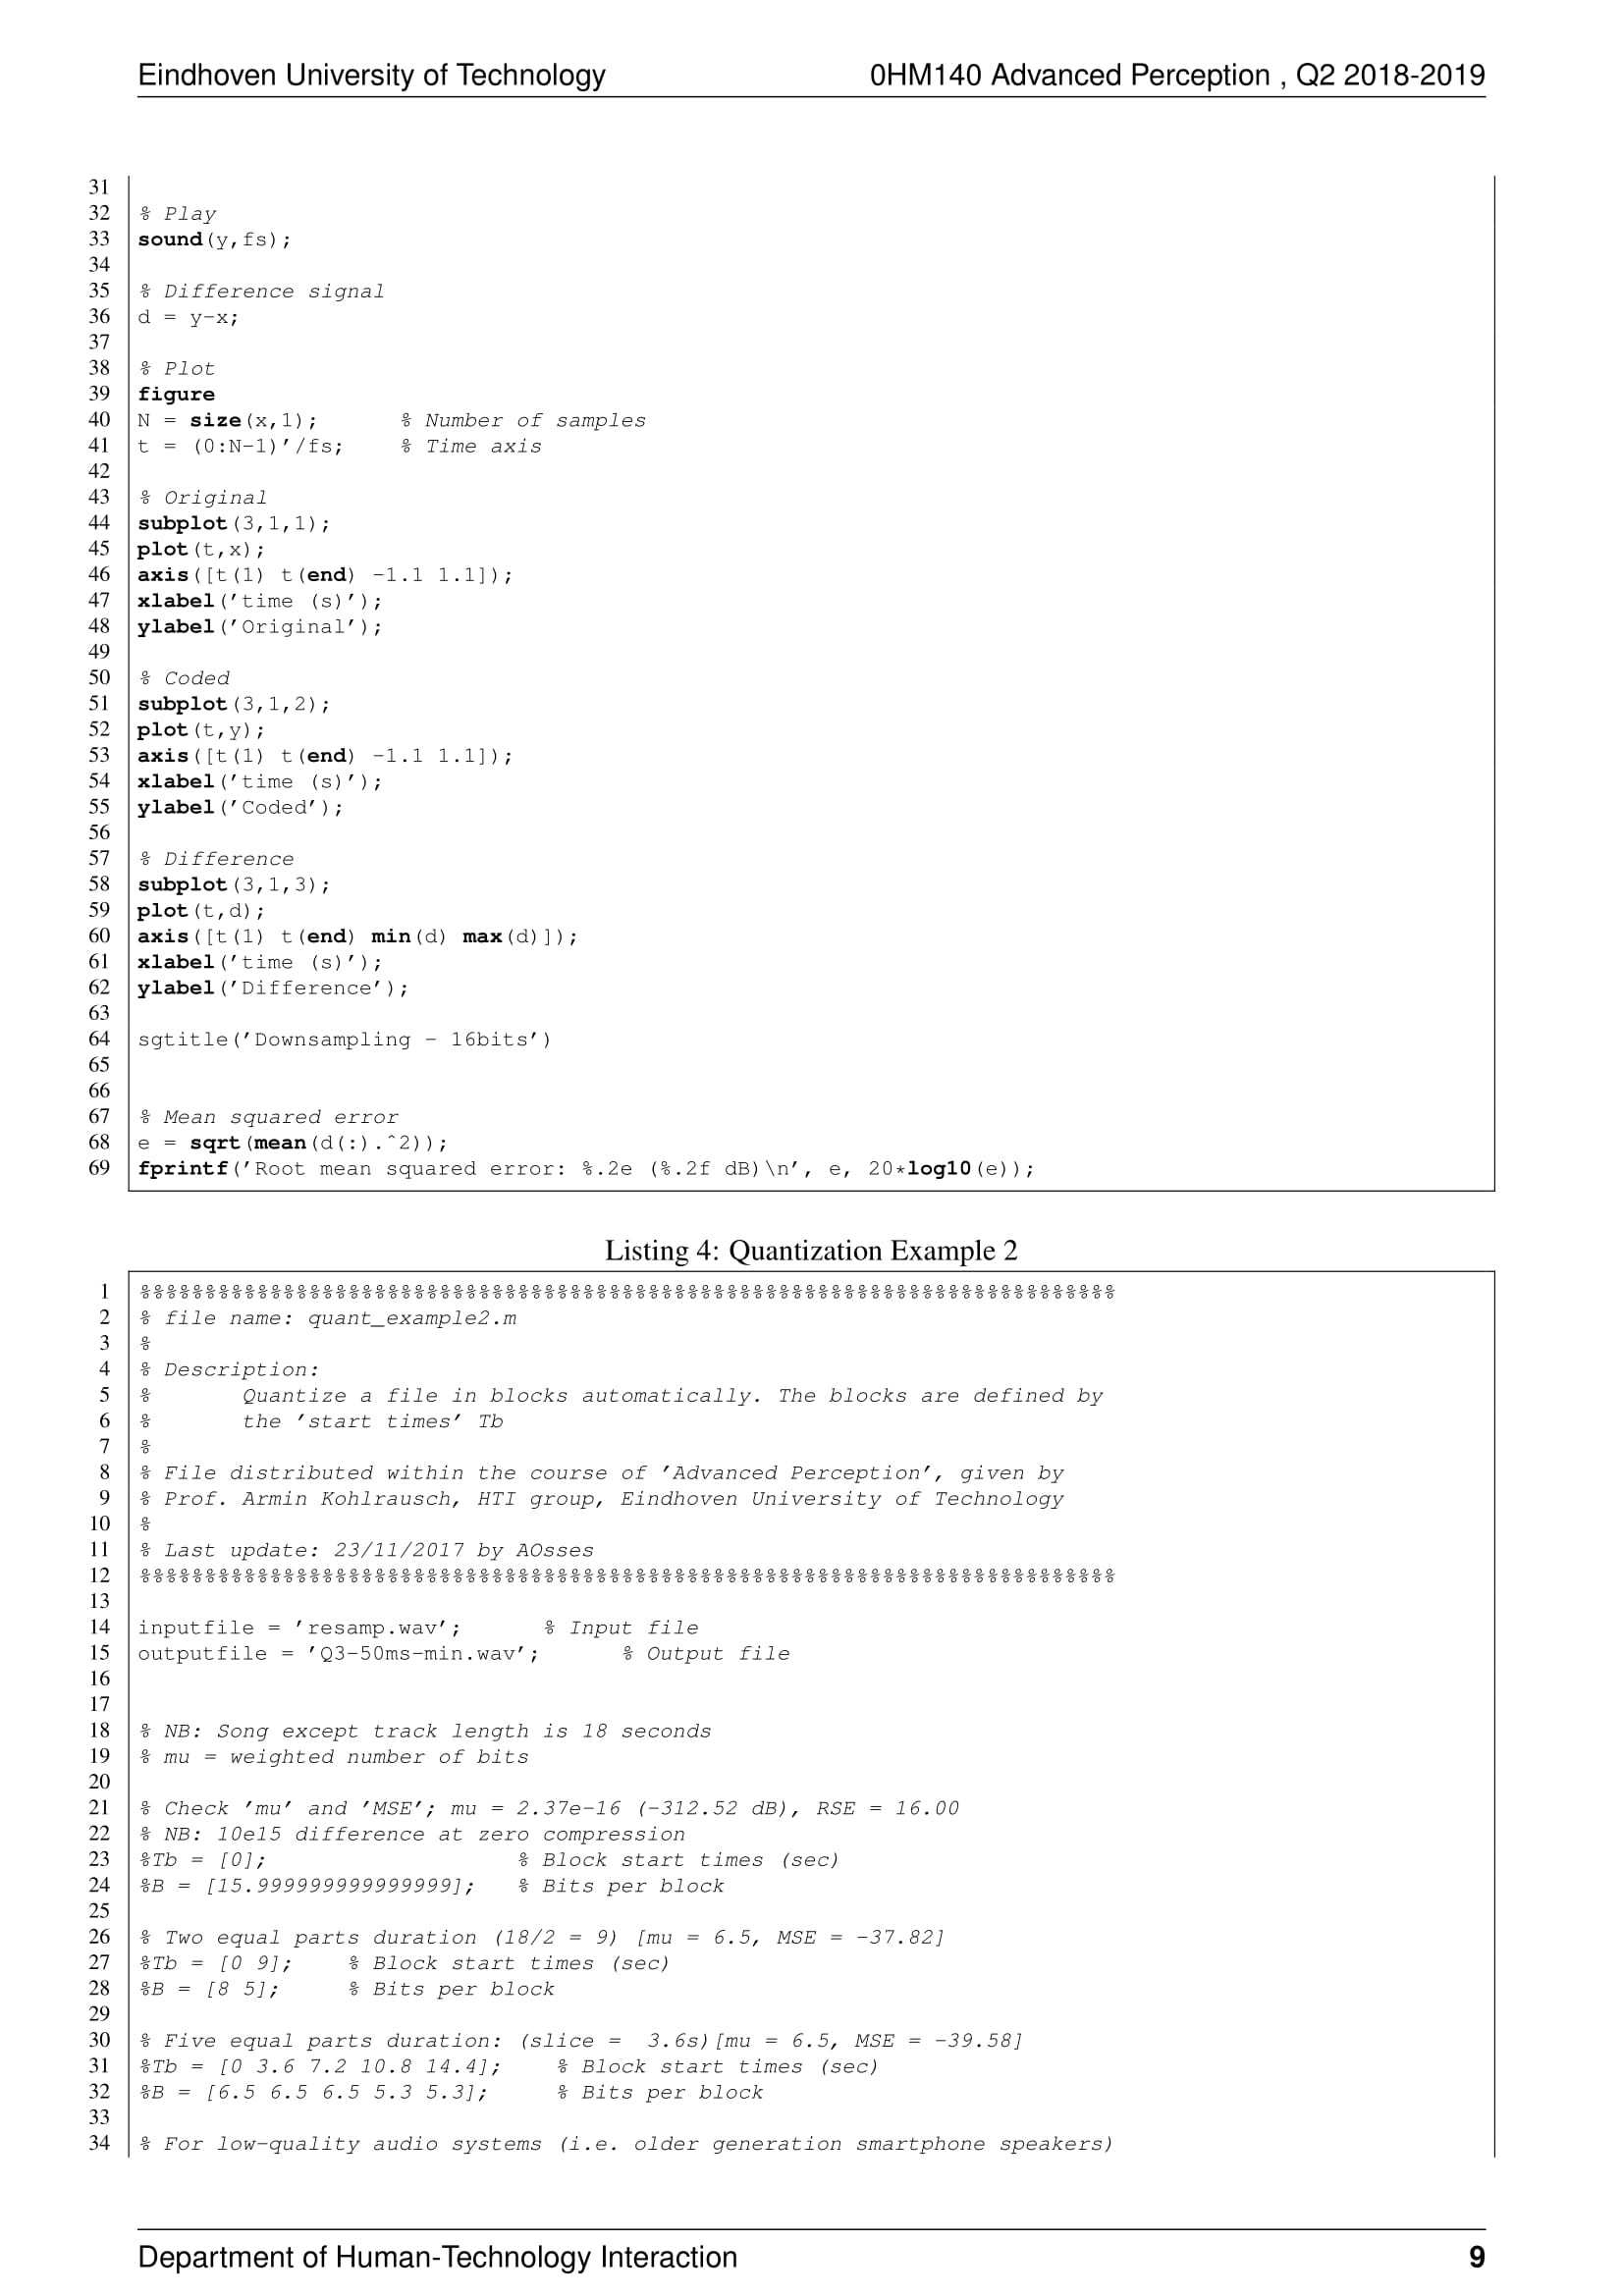 Eindhoven University of Technology 0HM140 Advanced Perception , Q2 2018-2019
31
32 % Play
33 sound(y,fs);
34
35 % Difference signal
36 d = y-x;
37
38 % Plot
39 figure
40 N = size(x,1); % Number of samples
41 t = (0:N-1)'/fs; % Time axis
42
43 % Original
44 subplot(3,1,1);
45 plot(t,x);
46 axis([t(1) t(end) -1.1 1.1]);
47 xlabel('time (s)');
48 ylabel('Original');
49
50 % Coded
51 subplot(3,1,2);
52 plot(t,y);
53 axis([t(1) t(end) -1.1 1.1]);
54 xlabel('time (s)');
55 ylabel('Coded');
56
57 % Difference
58 subplot(3,1,3);
59 plot(t,d);
60 axis([t(1) t(end) min(d) max(d)]);
61 xlabel('time (s)');
62 ylabel('Difference');
63
64 sgtitle('Downsampling - 16bits')
65
66
67 % Mean squared error
68 e = sqrt(mean(d(:).^2));
69 fprintf('Root mean squared error: %.2e (%.2f dB)\n', e, 20*log10(e));
Listing 4: Quantization Example 2
1 %%%%%%%%%%%%%%%%%%%%%%%%%%%%%%%%%%%%%%%%%%%%%%%%%%%%%%%%%%%%%%%%%%%%%%%%%%%%%
2 % file name: quant_example2.m
3 %
4 % Description:
5 % Quantize a file in blocks automatically. The blocks are defined by
6 % the 'start times' Tb
7 %
8 % File distributed within the course of 'Advanced Perception', given by
9 % Prof. Armin Kohlrausch, HTI group, Eindhoven University of Technology
10 %
11 % Last update: 23/11/2017 by AOsses
12 %%%%%%%%%%%%%%%%%%%%%%%%%%%%%%%%%%%%%%%%%%%%%%%%%%%%%%%%%%%%%%%%%%%%%%%%%%%%%
13
14 inputfile = 'resamp.wav'; % Input file
15 outputfile = 'Q3-50ms-min.wav'; % Output file
16
17
18 % NB: Song except track length is 18 seconds
19 % mu = weighted number of bits
20
21 % Check 'mu' and 'MSE'; mu = 2.37e-16 (-312.52 dB), RSE = 16.00
22 % NB: 10e15 difference at zero compression
23 %Tb = [0]; % Block start times (sec)
24 %B = [15.999999999999999]; % Bits per block
25
26 % Two equal parts duration (18/2 = 9) [mu = 6.5, MSE = -37.82]
27 %Tb = [0 9]; % Block start times (sec)
28 %B = [8 5]; % Bits per block
29
30 % Five equal parts duration: (slice = 3.6s)[mu = 6.5, MSE = -39.58]
31 %Tb = [0 3.6 7.2 10.8 14.4]; % Block start times (sec)
32 %B = [6.5 6.5 6.5 5.3 5.3]; % Bits per block
33
34 % For low-quality audio systems (i.e. older generation smartphone speakers)
Department of Human-Technology Interaction 9